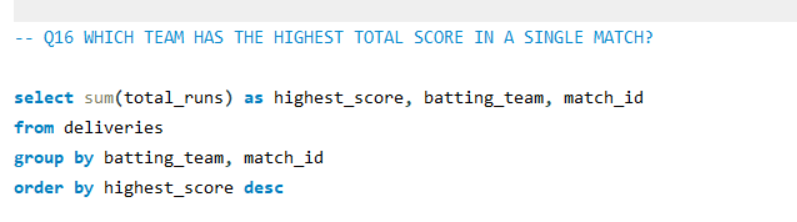 -- Q16 WHICH TEAM HAS THE HIGHEST TOTAL SCORE IN A SINGLE MATCH?
select sum(total_runs) as highest_score, batting_team, match_id
from deliveries
group by batting_team, match_id
order by highest_score desc